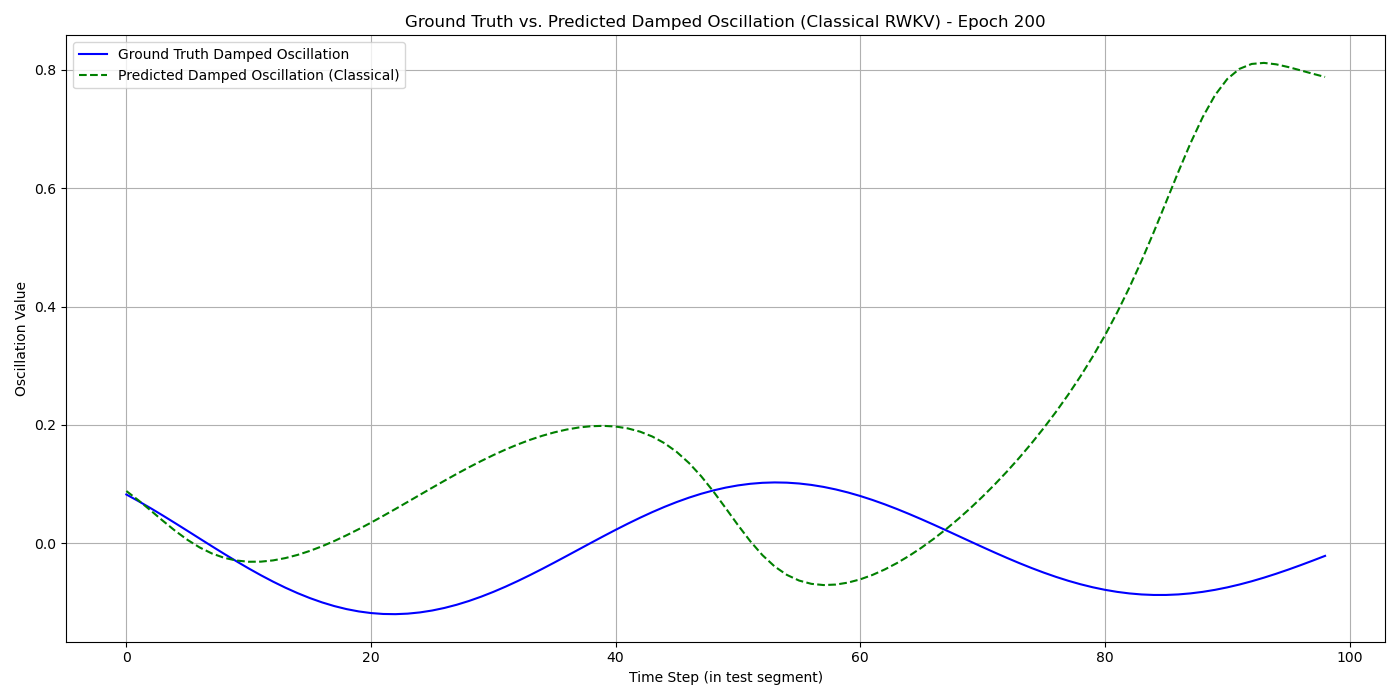 Ground Truth vs. Predicted Damped Oscillation (Classical RWKV) - Epoch 200
Ground Truth Damped Oscillation
Predicted Damped Oscillation (Classical)
0.8
0.6
0.4
0.2
0.0
Oscillation Value
0 20 40 60 80 100
Time Step (in test segment)